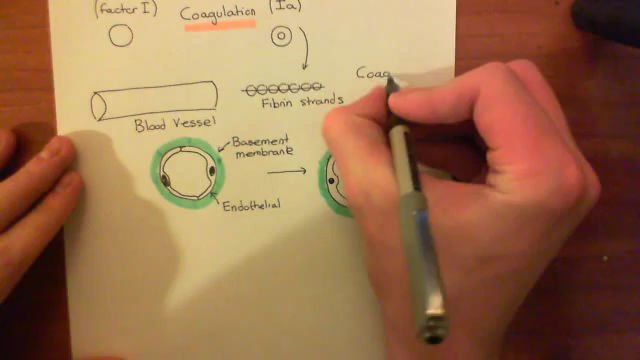 (factor I) Coagulation (Ia)
Coag
Fibrin strands
Blood Vessel
Basement
membrane
Endothelial